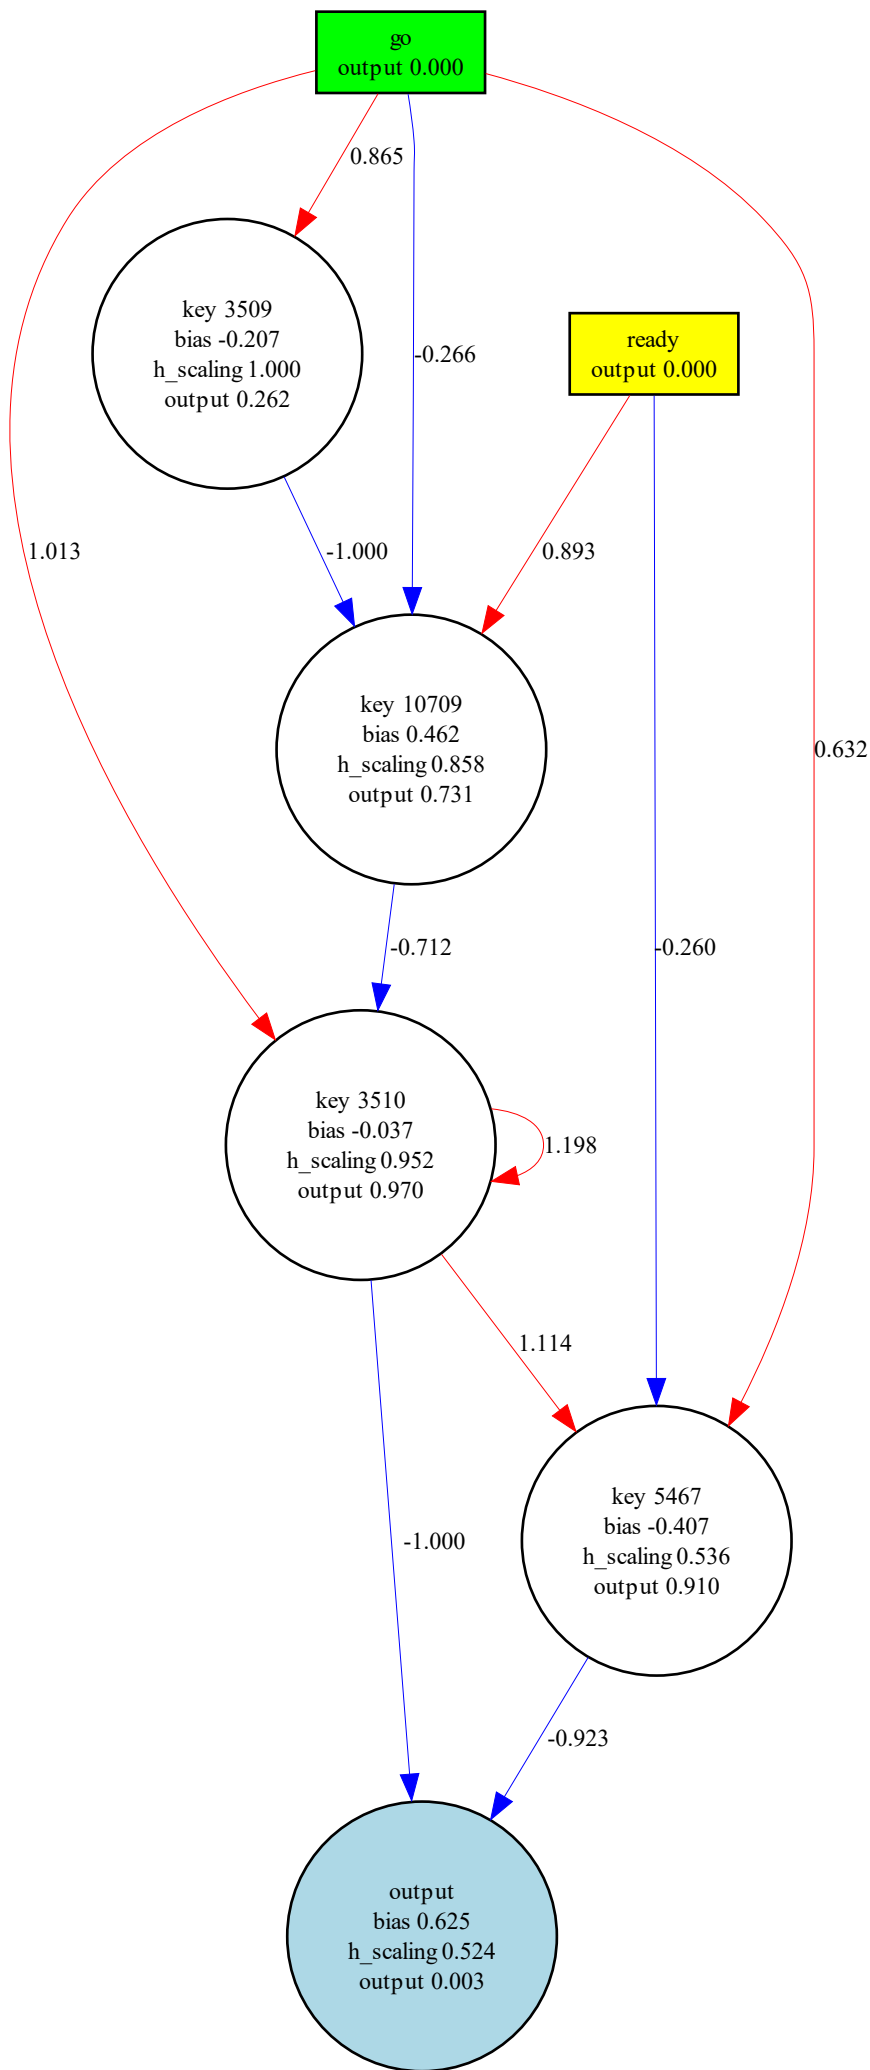 go
output 0.000
0.865
key 3509
bias -0.207
h_scaling 1.000
output 0.262
-0.266
ready
output 0.000
1.013
-1.000
0.893
key 10709
bias 0.462
h_scaling 0.858
output 0.731
0.632
-0.712
-0.260
key 3510
bias -0.037
h_scaling 0.952
output 0.970
1.198
1.114
key 5467
bias -0.407
h_scaling 0.536
output 0.910
-1.000
-0.923
output
bias 0.625
h_scaling 0.524
output 0.003